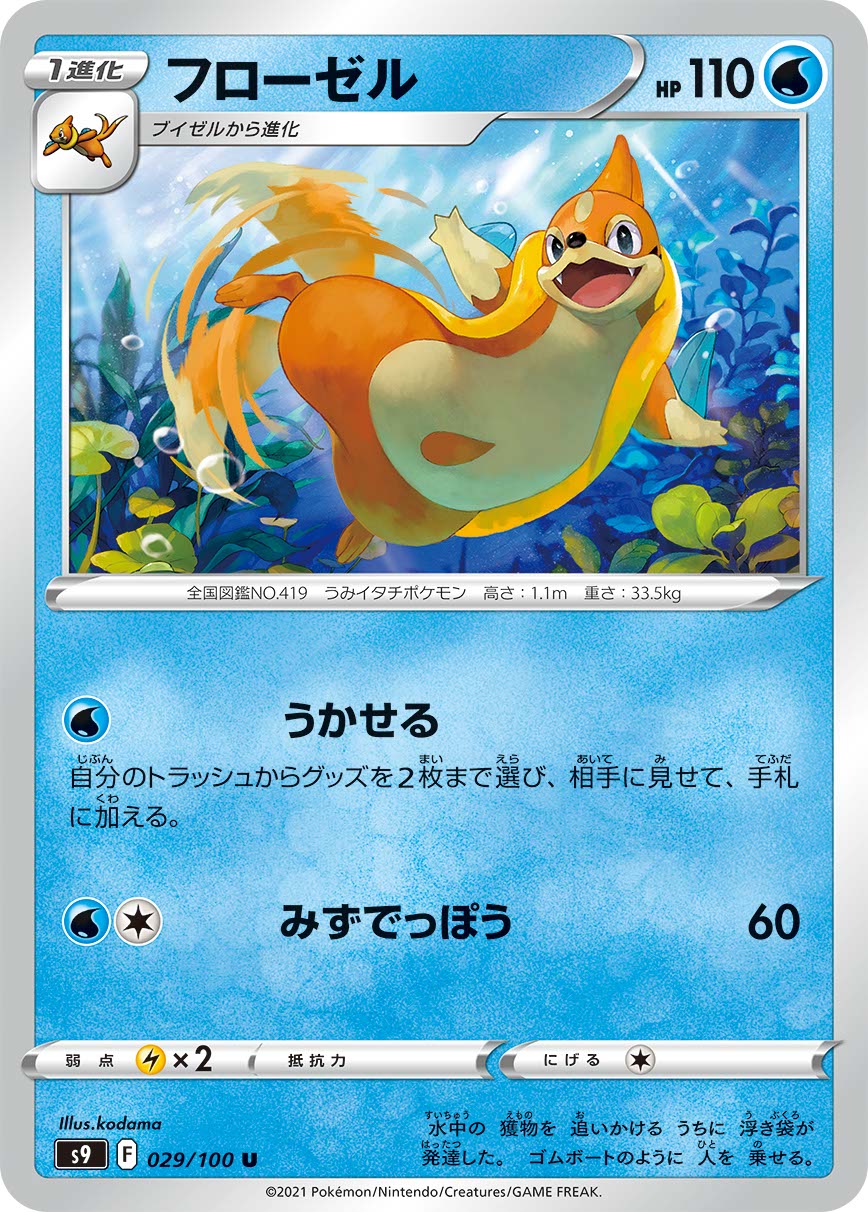 1進化
フローゼル
HP 110
ブイゼルから進化
全国図鑑NO.419 うみイタチポケモン 高さ:1.1m 重さ:33.5kg
うかせる
自分のトラッシュからグッズを2枚まで選び、相手に見せて、手札
に加える。
みずでっぽう 60
弱点 ×2 抵抗力 にげる
Illus.kodama
水中の 獲物を 追いかける うちに 浮き袋が
発達した。 ゴムボートのように 人を 乗せる。
s9 F 029/100 U
©2021 Pokémon/Nintendo/Creatures/GAME FREAK.